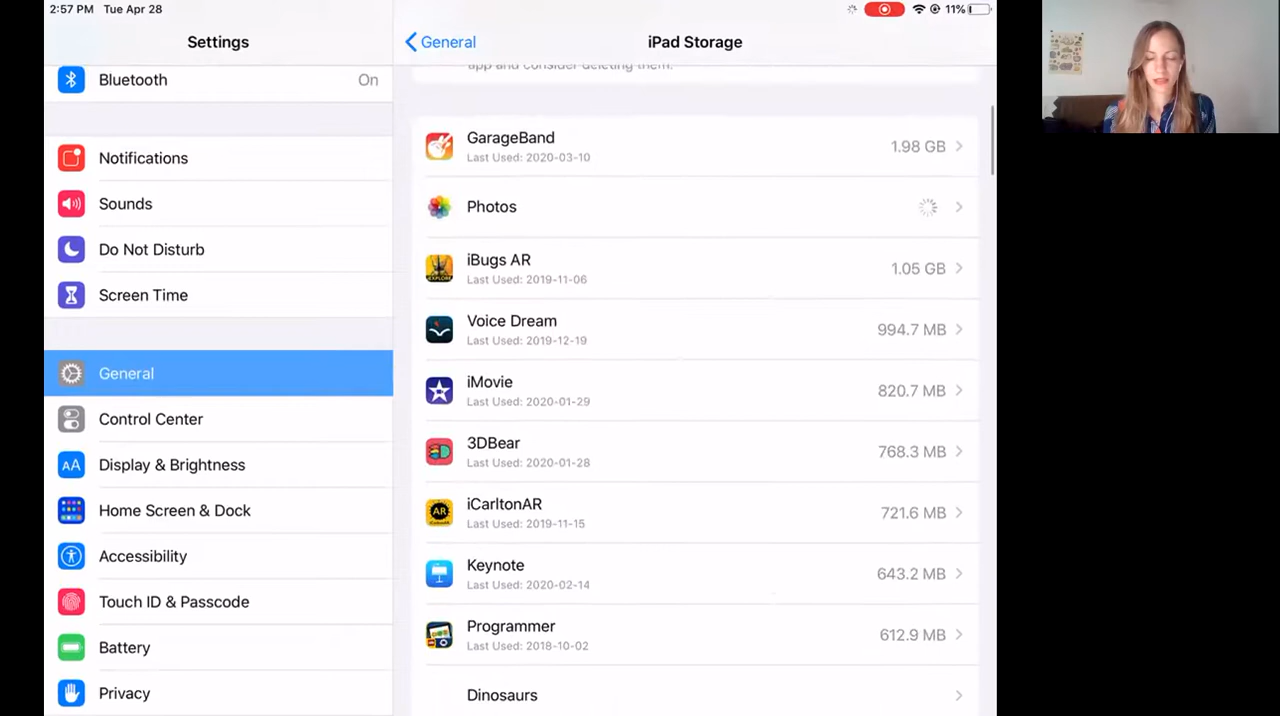 2:57 PM Tue Apr 28
11%
Settings
General
iPad Storage
app and consider deleting them.
Bluetooth On
Notifications
Sounds
Do Not Disturb
Screen Time
General
Control Center
Display & Brightness
Home Screen & Dock
Accessibility
Touch ID & Passcode
Battery
Privacy
GarageBand
Last Used: 2020-03-10
1.98 GB
Photos
iBugs AR
Last Used: 2019-11-06
1.05 GB
Voice Dream
Last Used: 2019-12-19
994.7 MB
iMovie
Last Used: 2020-01-29
820.7 MB
3DBear
Last Used: 2020-01-28
768.3 MB
iCarltonAR
Last Used: 2019-11-15
721.6 MB
Keynote
Last Used: 2020-02-14
643.2 MB
Programmer
Last Used: 2018-10-02
612.9 MB
Dinosaurs